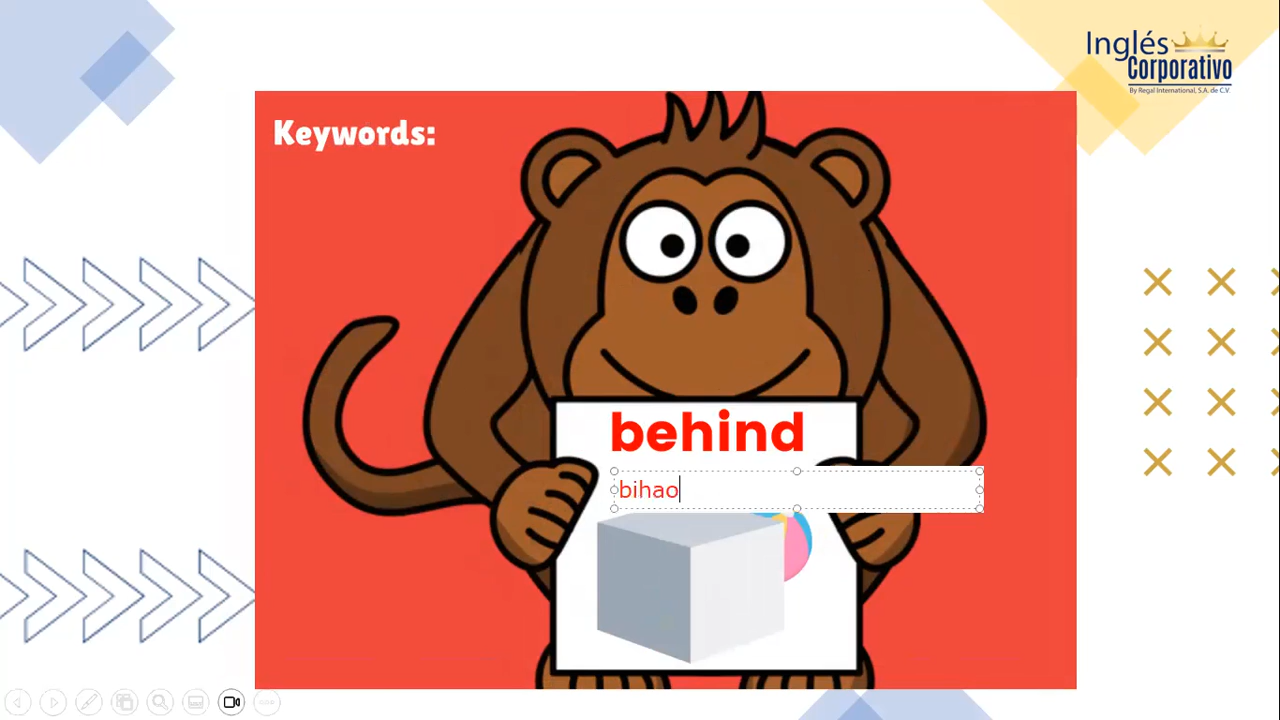 Inglés
Corporativo
By Regal International, S.A. de C.V.
Keywords:
behind
bihao